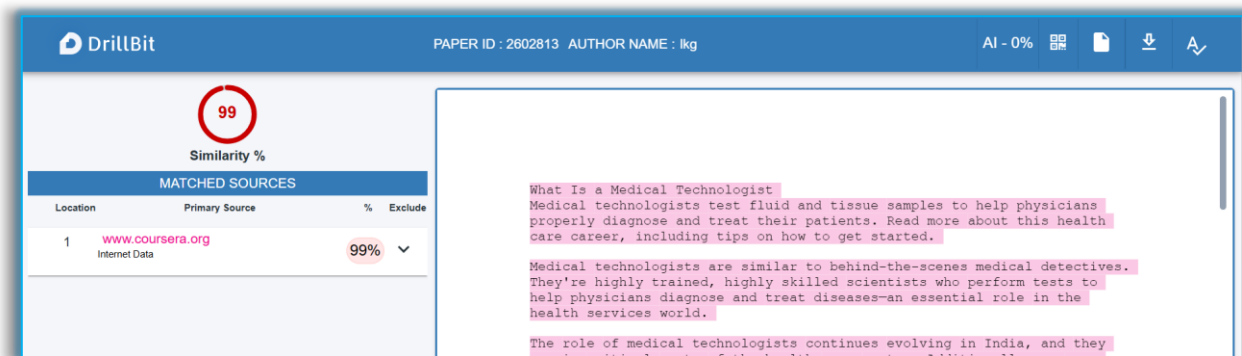 DrillBit
PAPER ID : 2602813 AUTHOR NAME : lkg
AI - 0%
99
Similarity %
MATCHED SOURCES
Location Primary Source % Exclude
1 www.coursera.org 99%
Internet Data
What Is a Medical Technologist
Medical technologists test fluid and tissue samples to help physicians
properly diagnose and treat their patients. Read more about this health
care career, including tips on how to get started.
Medical technologists are similar to behind-the-scenes medical detectives.
They're highly trained, highly skilled scientists who perform tests to
help physicians diagnose and treat diseases—an essential role in the
health services world.
The role of medical technologists continues evolving in India, and they